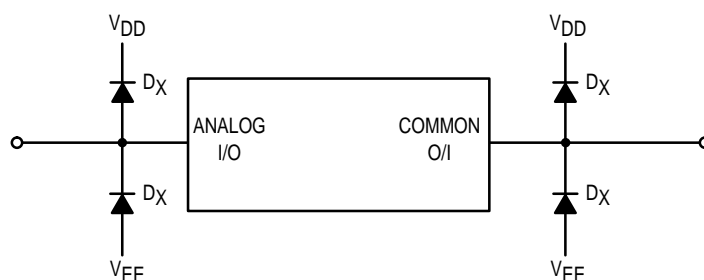 VDD VDD
DX DX
ANALOG COMMON
I/O O/I
DX DX
VEE VEE